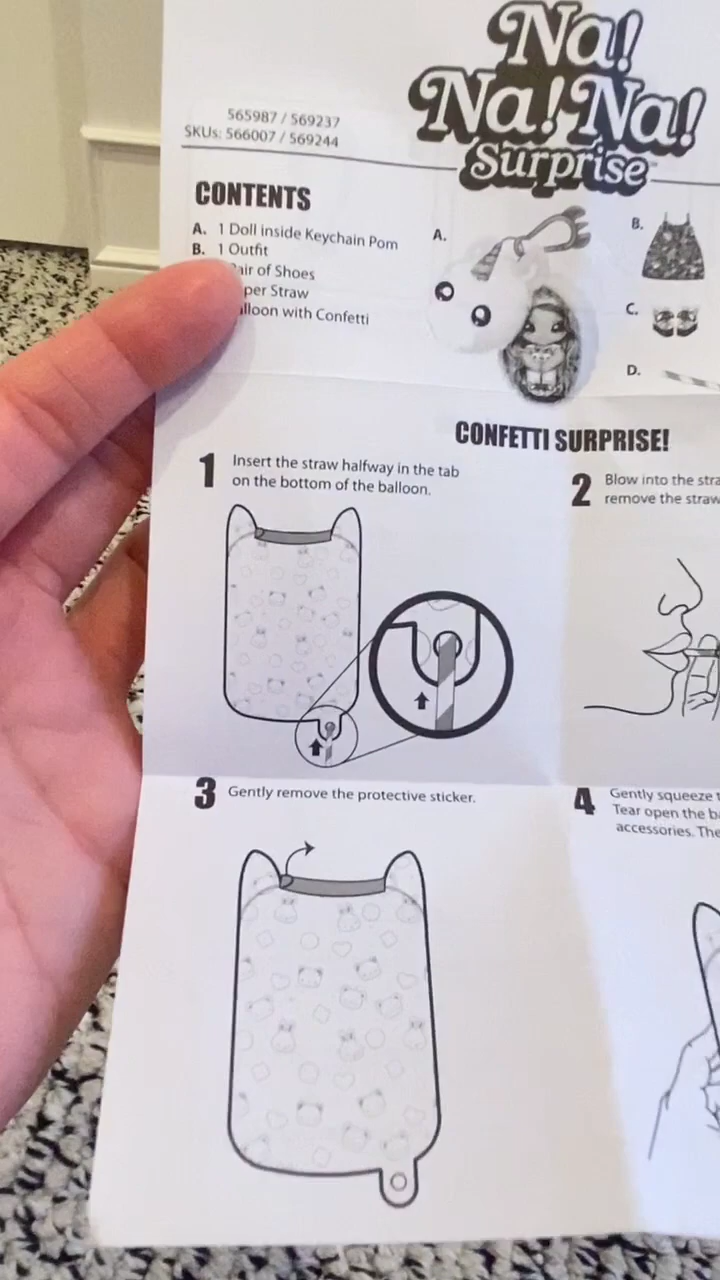 Na!
Na! Na!
Surprise
565987 / 569237
SKUs: 566007 / 569244
CONTENTS
A. 1 Doll inside Keychain Pom
B. 1 Outfit
air of Shoes
per Straw
lloon with Confetti
A.
B.
C.
D.
CONFETTI SURPRISE!
1 Insert the straw halfway in the tab
on the bottom of the balloon.
2 Blow into the stra
remove the straw
3 Gently remove the protective sticker.
4 Gently squeeze t
Tear open the b
accessories. The